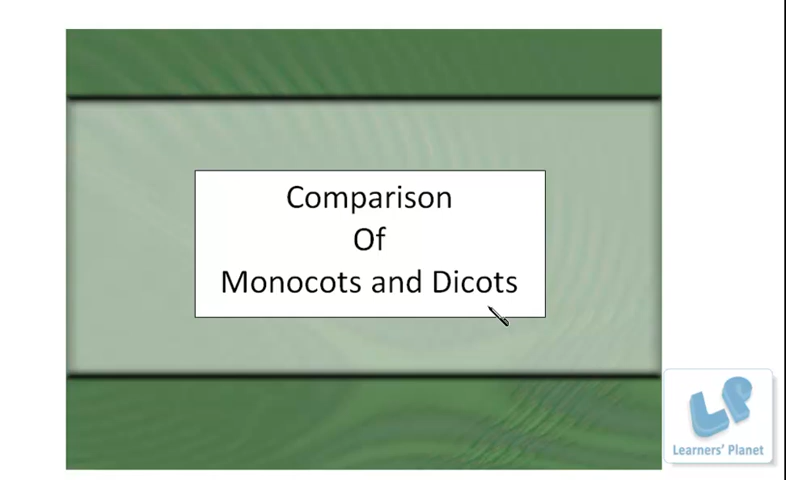 Comparison
Of
Monocots and Dicots
LP
Learners' Planet